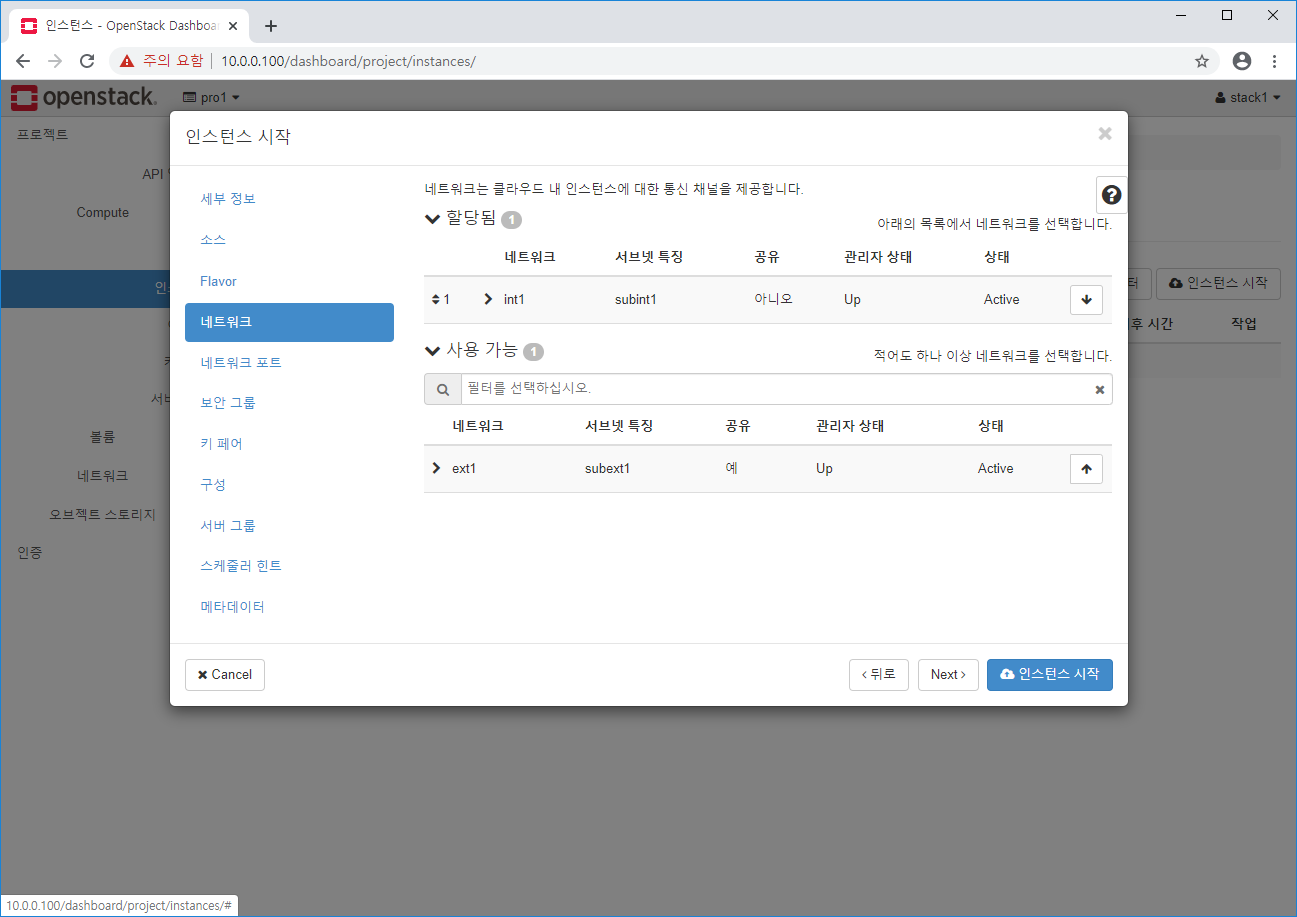 인스턴스 - OpenStack Dashboar
주의 요함 10.0.0.100/dashboard/project/instances/
openstack. pro1 stack1
프로젝트
API
Compute
볼륨
네트워크
오브젝트 스토리지
인증
인스턴스 시작
후 시간 작업
인스턴스 시작
세부 정보
소스
Flavor
네트워크
네트워크 포트
보안 그룹
키 페어
구성
서버 그룹
스케줄러 힌트
메타데이터
네트워크는 클라우드 내 인스턴스에 대한 통신 채널을 제공합니다.
할당됨 1 아래의 목록에서 네트워크를 선택합니다.
네트워크 서브넷 특징 공유 관리자 상태 상태
1 int1 subint1 아니오 Up Active
사용 가능 1 적어도 하나 이상 네트워크를 선택합니다.
필터를 선택하십시오.
네트워크 서브넷 특징 공유 관리자 상태 상태
ext1 subext1 예 Up Active
Cancel 뒤로 Next 인스턴스 시작
10.0.0.100/dashboard/project/instances/#